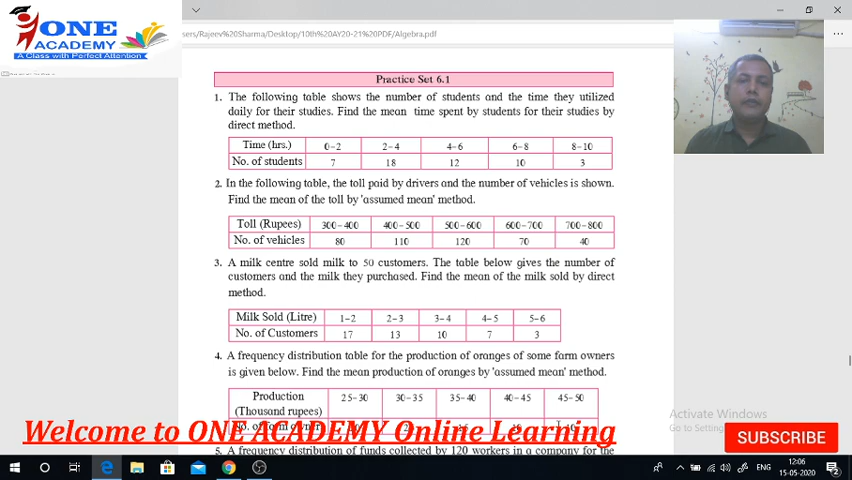 ONE
ACADEMY
A Class with Perfect Attention
sers/Rajeev%20Sharma/Desktop/10th%20AY20-21%20PDF/Algebra.pdf
Practice Set 6.1
1. The following table shows the number of students and the time they utilized
daily for their studies. Find the mean time spent by students for their studies by
direct method.
Time (hrs.) 0-2 2-4 4-6 6-8 8-10
No. of students 7 18 12 10 3
2. In the following table, the toll paid by drivers and the number of vehicles is shown.
Find the mean of the toll by 'assumed mean' method.
Toll (Rupees) 300-400 400-500 500-600 600-700 700-800
No. of vehicles 80 110 120 70 40
3. A milk centre sold milk to 50 customers. The table below gives the number of
customers and the milk they purchased. Find the mean of the milk sold by direct
method.
Milk Sold (Litre) 1-2 2-3 3-4 4-5 5-6
No. of Customers 17 13 10 7 3
4. A frequency distribution table for the production of oranges of some farm owners
is given below. Find the mean production of oranges by 'assumed mean' method.
Production 25-30 30-35 35-40 40-45 45-50
(Thousand rupees)
Welcome to ONE ACADEMY Online Learning
5. A frequency distribution of funds collected by 120 workers in a company for the
Activate Windows
Go to Setting
SUBSCRIBE
ENG
12:06
15-05-2020